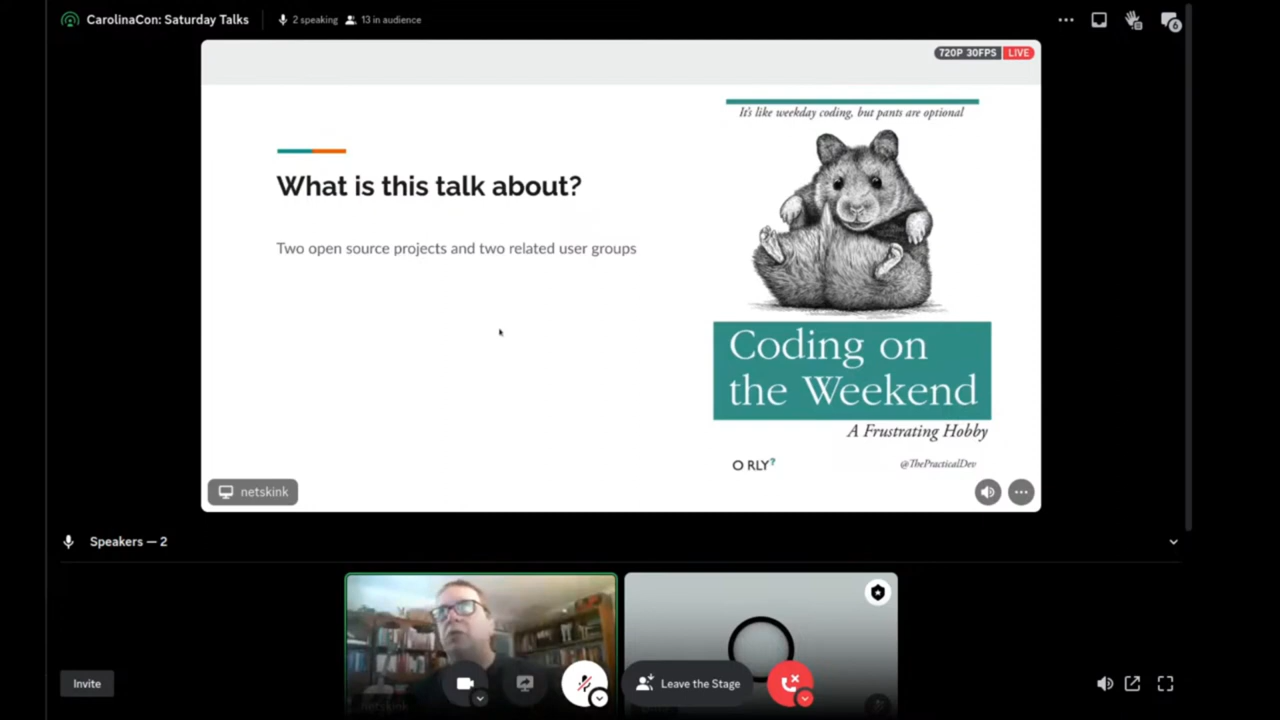 CarolinaCon: Saturday Talks
2 speaking
13 in audience
6
720P 30FPS
LIVE
What is this talk about?
Two open source projects and two related user groups
It's like weekday coding, but pants are optional
Coding on
the Weekend
A Frustrating Hobby
O RLY?
@ThePracticalDev
netskink
Speakers — 2
Invite
netskink
Leave the Stage